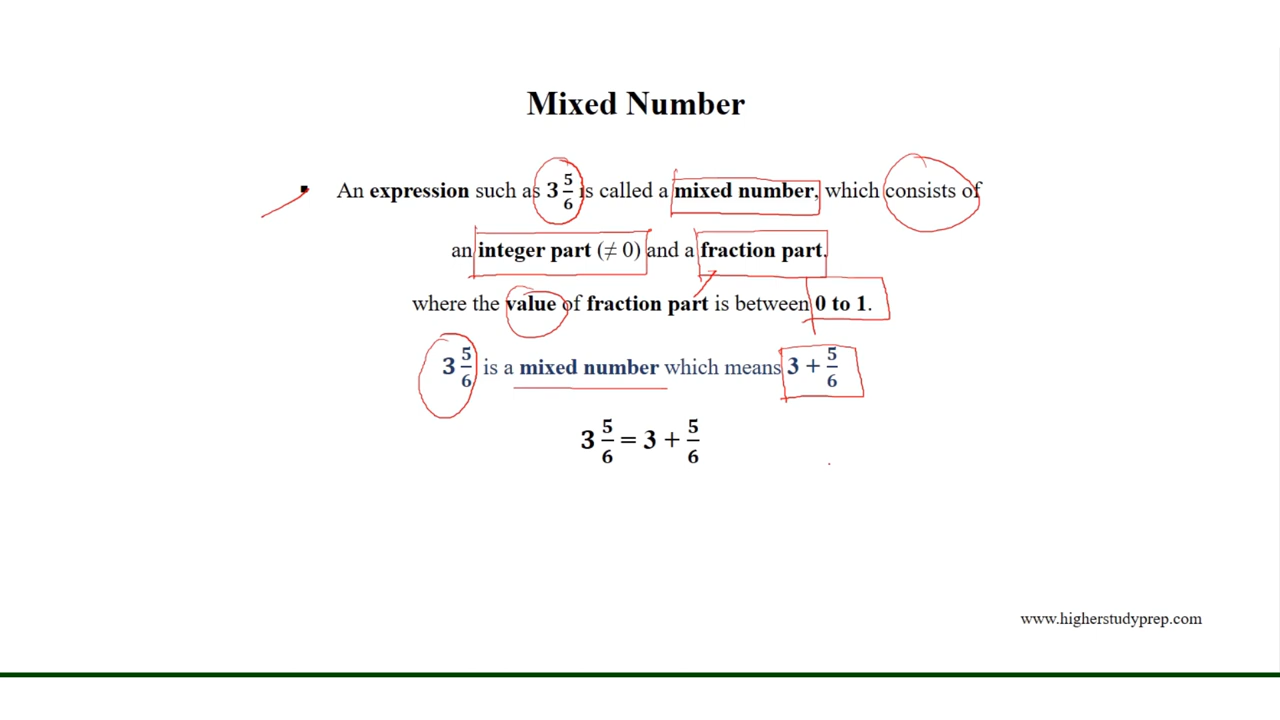 Mixed Number
▪ An expression such as 3 5/6 is called a mixed number, which consists of
an integer part (≠ 0) and a fraction part,
where the value of fraction part is between 0 to 1.
3 5/6 is a mixed number which means 3 + 5/6
3 5/6 = 3 + 5/6
www.higherstudyprep.com